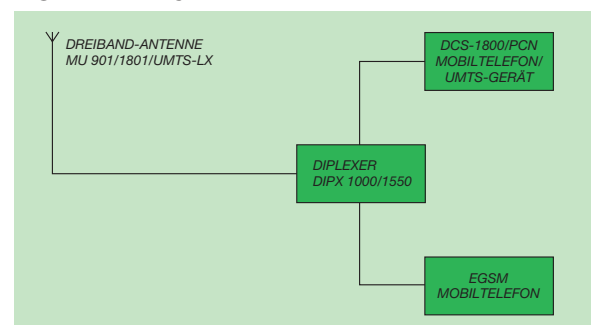 DREIBAND-ANTENNE
MU 901/1801/UMTS-LX
DCS-1800/PCN
MOBILTELEFON/
UMTS-GERÄT
DIPLEXER
DIPX 1000/1550
EGSM
MOBILTELEFON